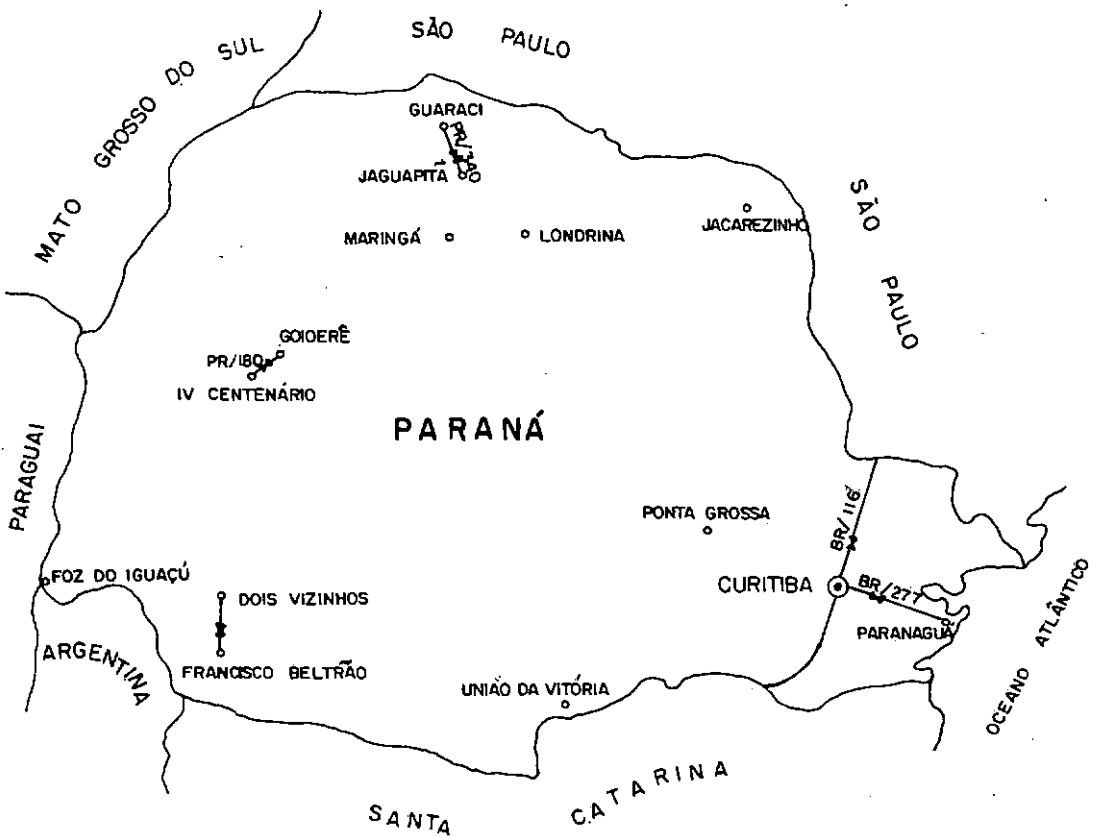 SÃO PAULO
MATO GROSSO DO SUL
GUARACI
PR/340
JAGUAPITÃ
SÃO PAULO
JACAREZINHO
MARINGÁ
LONDRINA
GOIOERÊ
PR/180
IV CENTENÁRIO
PARANÁ
PARAGUAI
PONTA GROSSA
BR/116
FOZ DO IGUAÇÚ
CURITIBA
BR/277
DOIS VIZINHOS
PARANAGUÁ
OCEANO ATLÂNTICO
ARGENTINA
FRANCISCO BELTRÃO
UNIÃO DA VITÓRIA
SANTA CATARINA